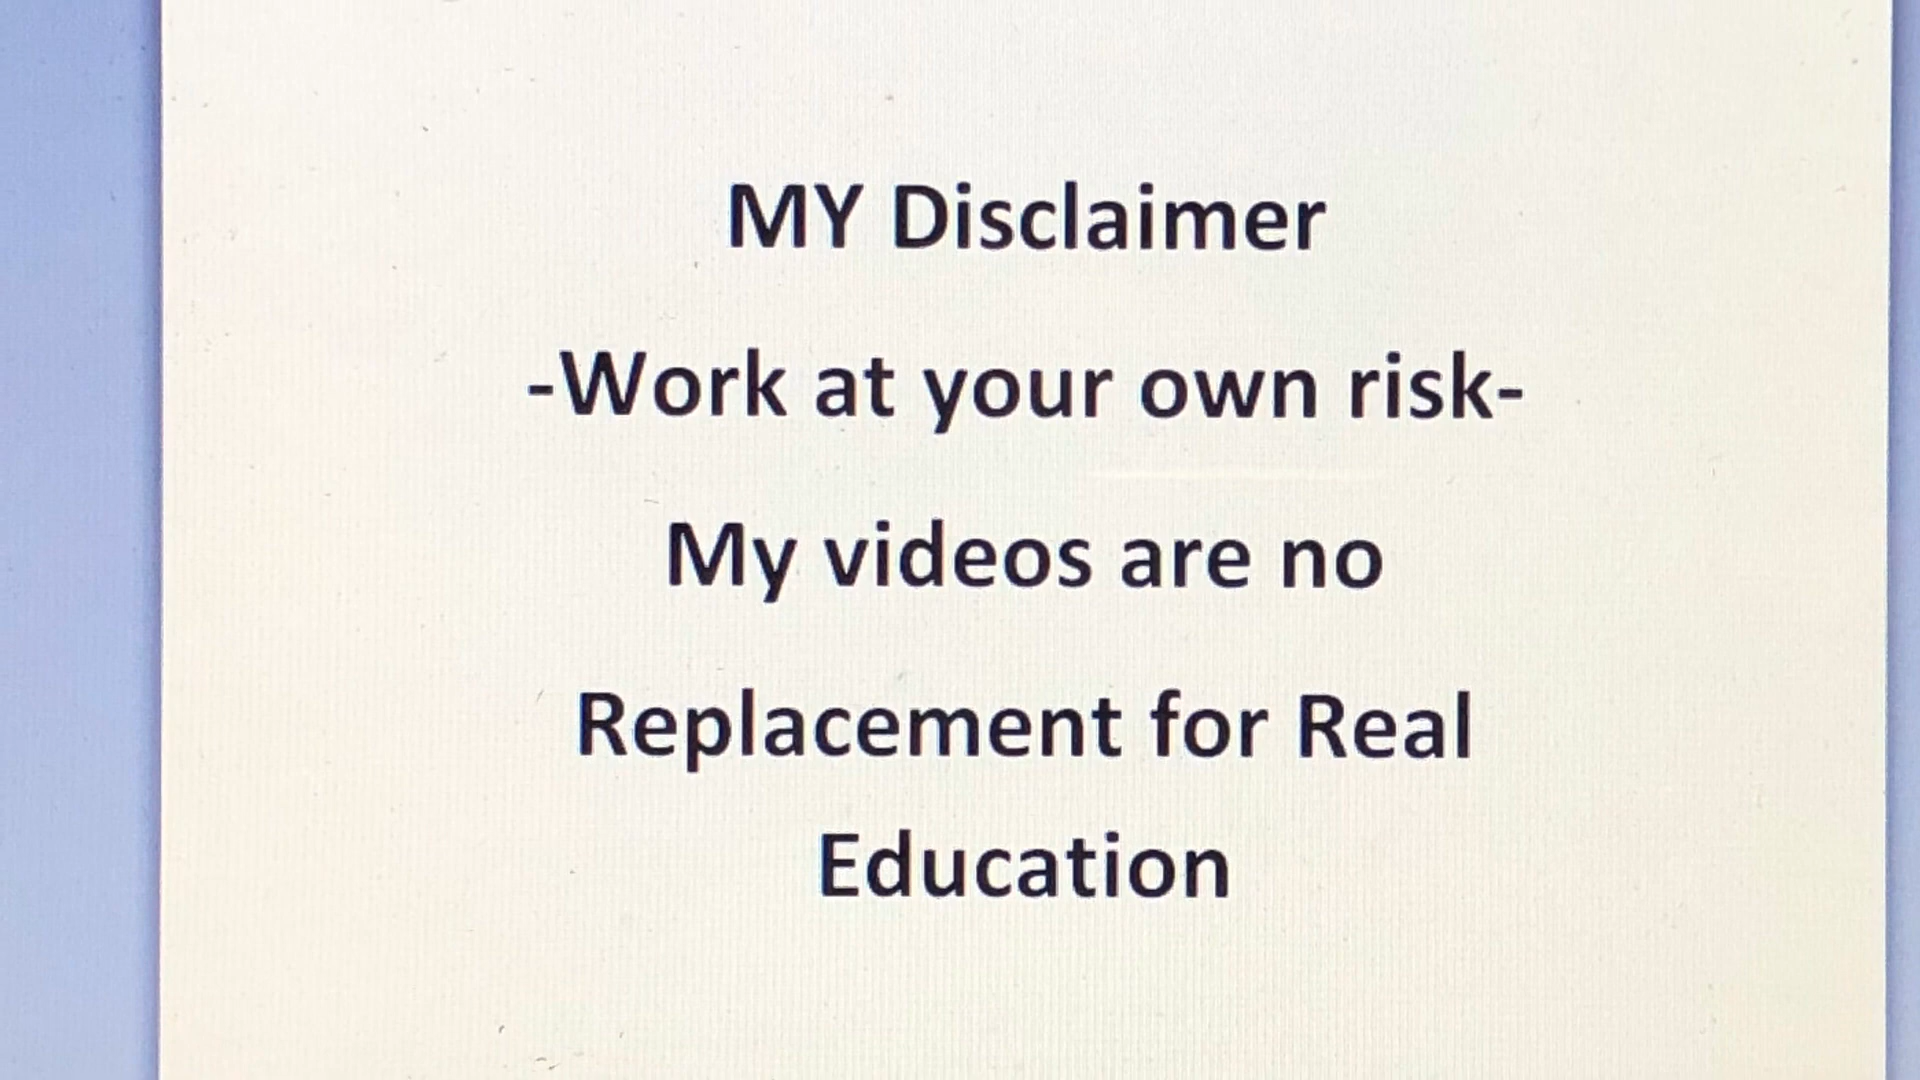 MY Disclaimer
-Work at your own risk-
My videos are no
Replacement for Real
Education